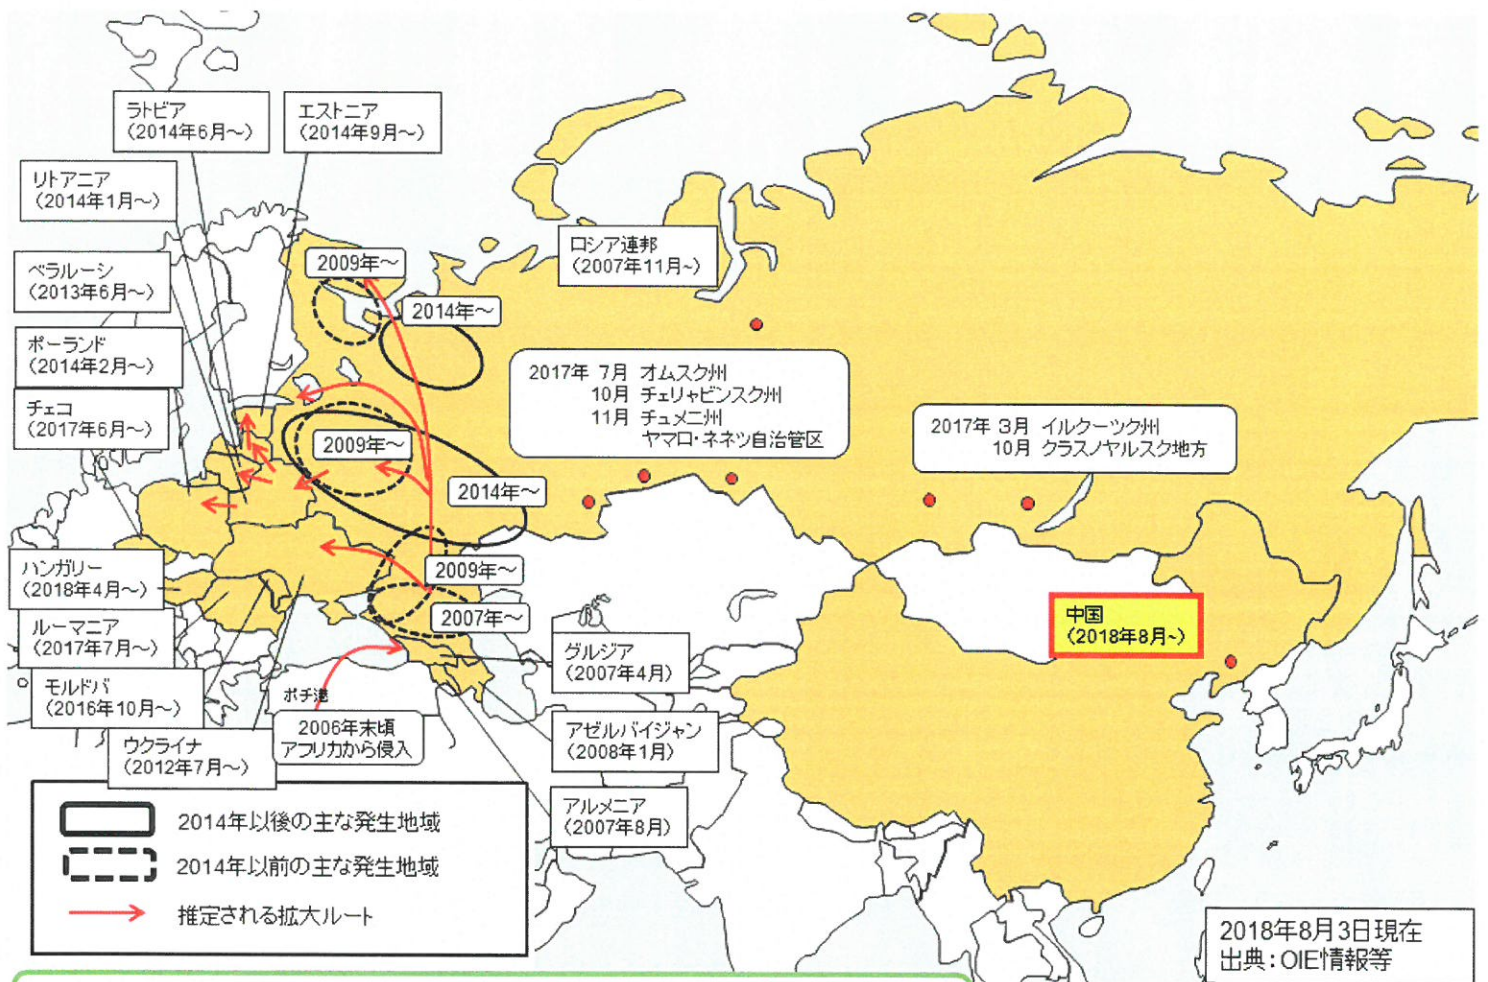 ラトビア
（2014年6月～）
エストニア
（2014年9月～）
リトアニア
（2014年1月～）
ベラルーシ
（2013年6月～）
ポーランド
（2014年2月～）
チェコ
（2017年6月～）
ハンガリー
（2018年4月～）
ルーマニア
（2017年7月～）
モルドバ
（2016年10月～）
ウクライナ
（2012年7月～）
ロシア連邦
（2007年11月~）
2009年～
2014年～
2009年～
2014年～
2009年～
2007年～
2017年 7月 オムスク州
10月 チェリャビンスク州
11月 チュメニ州
ヤマロ・ネネツ自治管区
2017年 3月 イルクーツク州
10月 クラスノヤルスク地方
中国
（2018年8月~）
グルジア
（2007年4月）
アゼルバイジャン
（2008年1月）
アルメニア
（2007年8月）
ポチ港
2006年末頃
アフリカから侵入
2014年以後の主な発生地域
2014年以前の主な発生地域
推定される拡大ルート
2018年8月3日現在
出典：OIE情報等